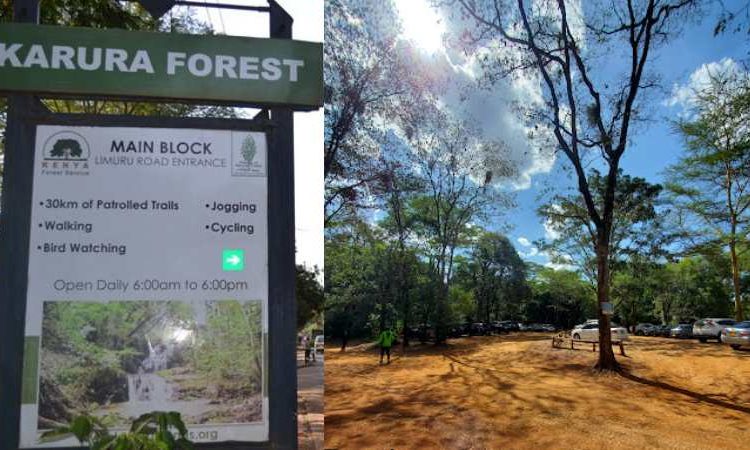 KARURA FOREST
MAIN BLOCK
LIMURU ROAD ENTRANCE
KENYA
Forest Service
•30km of Patrolled Trails
•Walking
•Bird Watching
•Jogging
•Cycling
Open Daily 6:00am to 6:00pm
.org